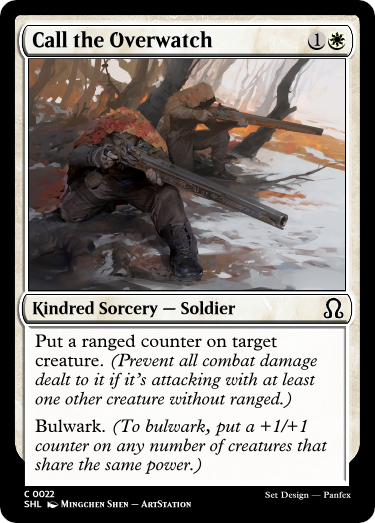 Call the Overwatch 1
Kindred Sorcery — Soldier
Put a ranged counter on target
creature. (Prevent all combat damage
dealt to it if it's attacking with at least
one other creature without ranged.)
Bulwark. (To bulwark, put a +1/+1
counter on any number of creatures that
share the same power.)
C 0022
SHL Mingchen Shen — ArtStation
Set Design — Panfex